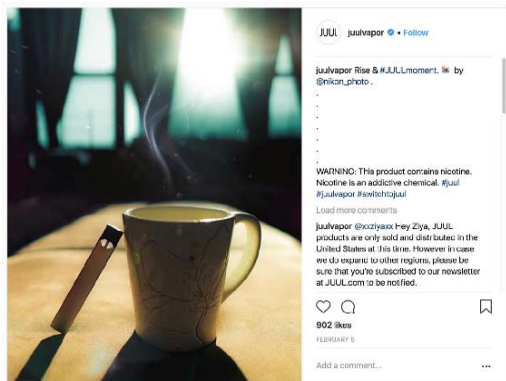 JUUL juulvapor • Follow
juulvapor Rise & #JUULmoment. by
@nikon_photo .
.
.
.
.
.
.
WARNING: This product contains nicotine.
Nicotine is an addictive chemical. #juul
#juulvapor #switchtojuul
Load more comments
juulvapor @xxziyaxx Hey Ziya, JUUL
products are only sold and distributed in the
United States at this time. However in case
we do expand to other regions, please be
sure that you're subscribed to our newsletter
at JUUL.com to be notified.
902 likes
FEBRUARY 5
Add a comment...